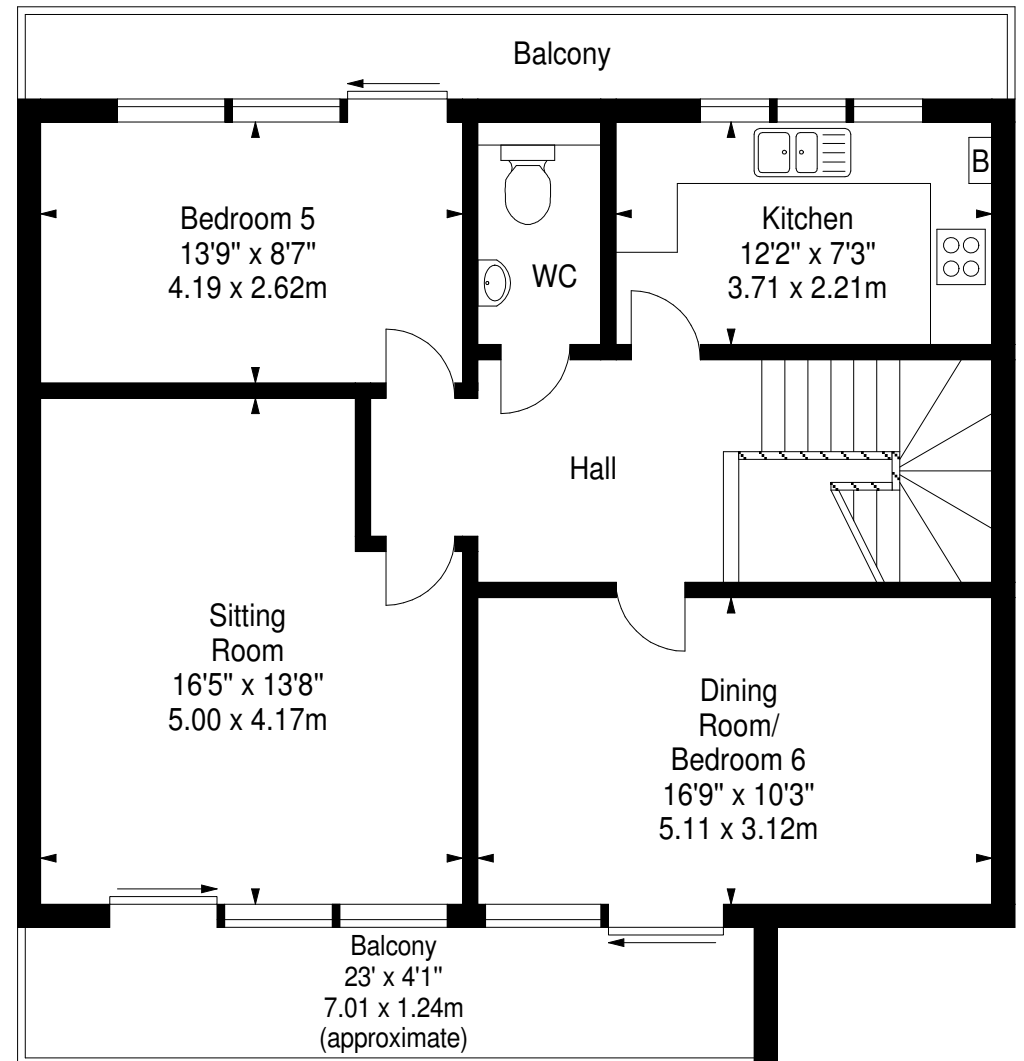 Balcony
Bedroom 5
13'9" x 8'7"
4.19 x 2.62m
WC
Kitchen
12'2" x 7'3"
3.71 x 2.21m
B
Hall
Sitting
Room
16'5" x 13'8"
5.00 x 4.17m
Dining
Room/
Bedroom 6
16'9" x 10'3"
5.11 x 3.12m
Balcony
23' x 4'1"
7.01 x 1.24m
(approximate)